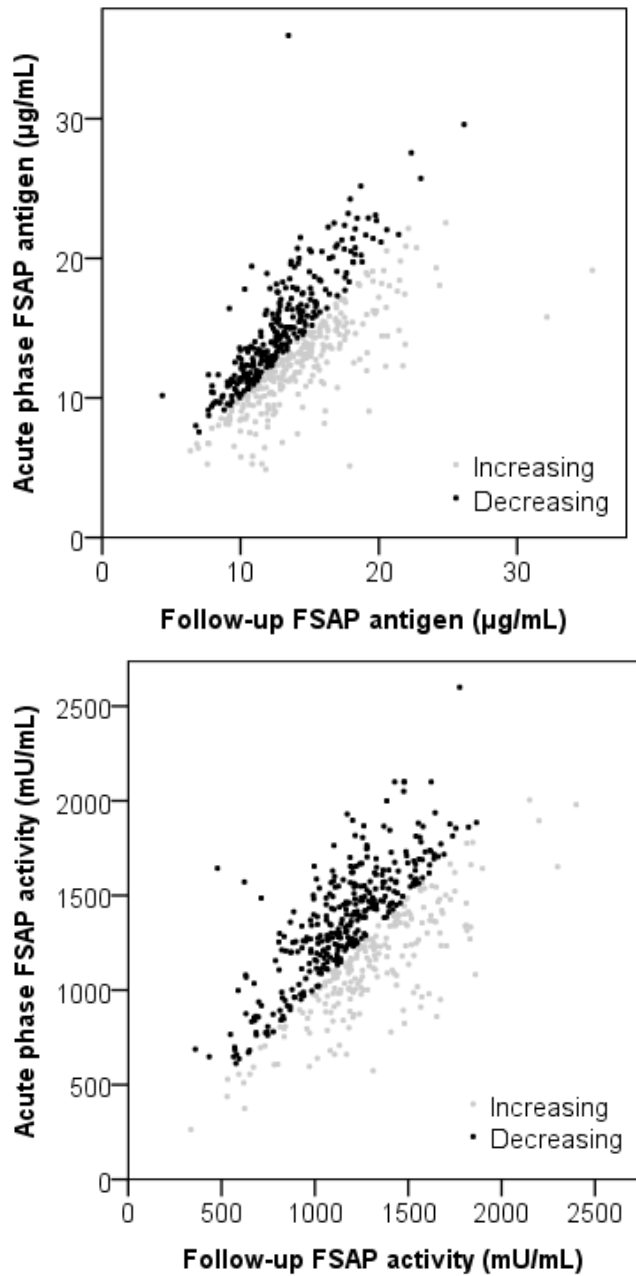 Acute phase FSAP antigen (µg/mL)
30
20
10
0
Increasing
Decreasing
0 10 20 30
Follow-up FSAP antigen (µg/mL)
Acute phase FSAP activity (mU/mL)
2500
2000
1500
1000
500
0
Increasing
Decreasing
0 500 1000 1500 2000 2500
Follow-up FSAP activity (mU/mL)